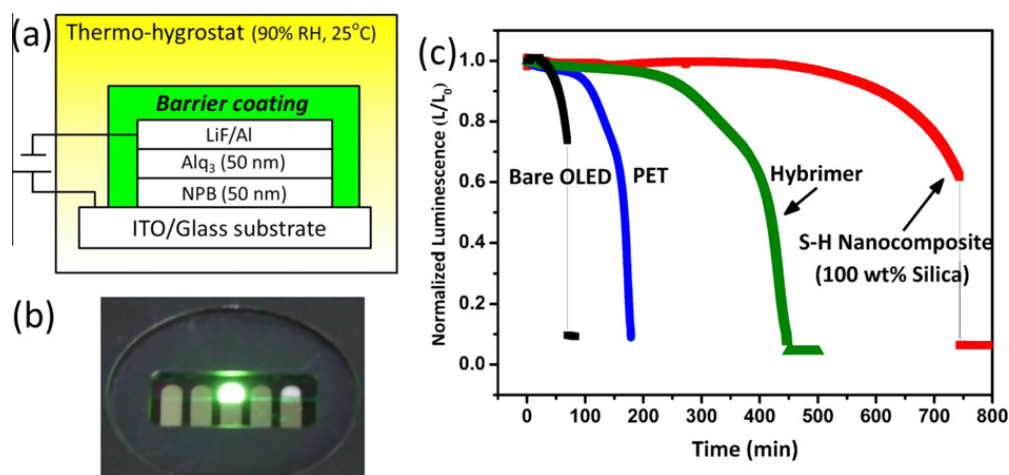 (a)
Thermo-hygrostat (90% RH, 25°C)
Barrier coating
LiF/Al
Alq₃ (50 nm)
NPB (50 nm)
ITO/Glass substrate
(b)
(c)
Normalized Luminescence (L/L₀)
1.0
0.8
0.6
0.4
0.2
0.0
Bare OLED
PET
Hybrimer
S-H Nanocomposite
(100 wt% Silica)
0 100 200 300 400 500 600 700 800
Time (min)